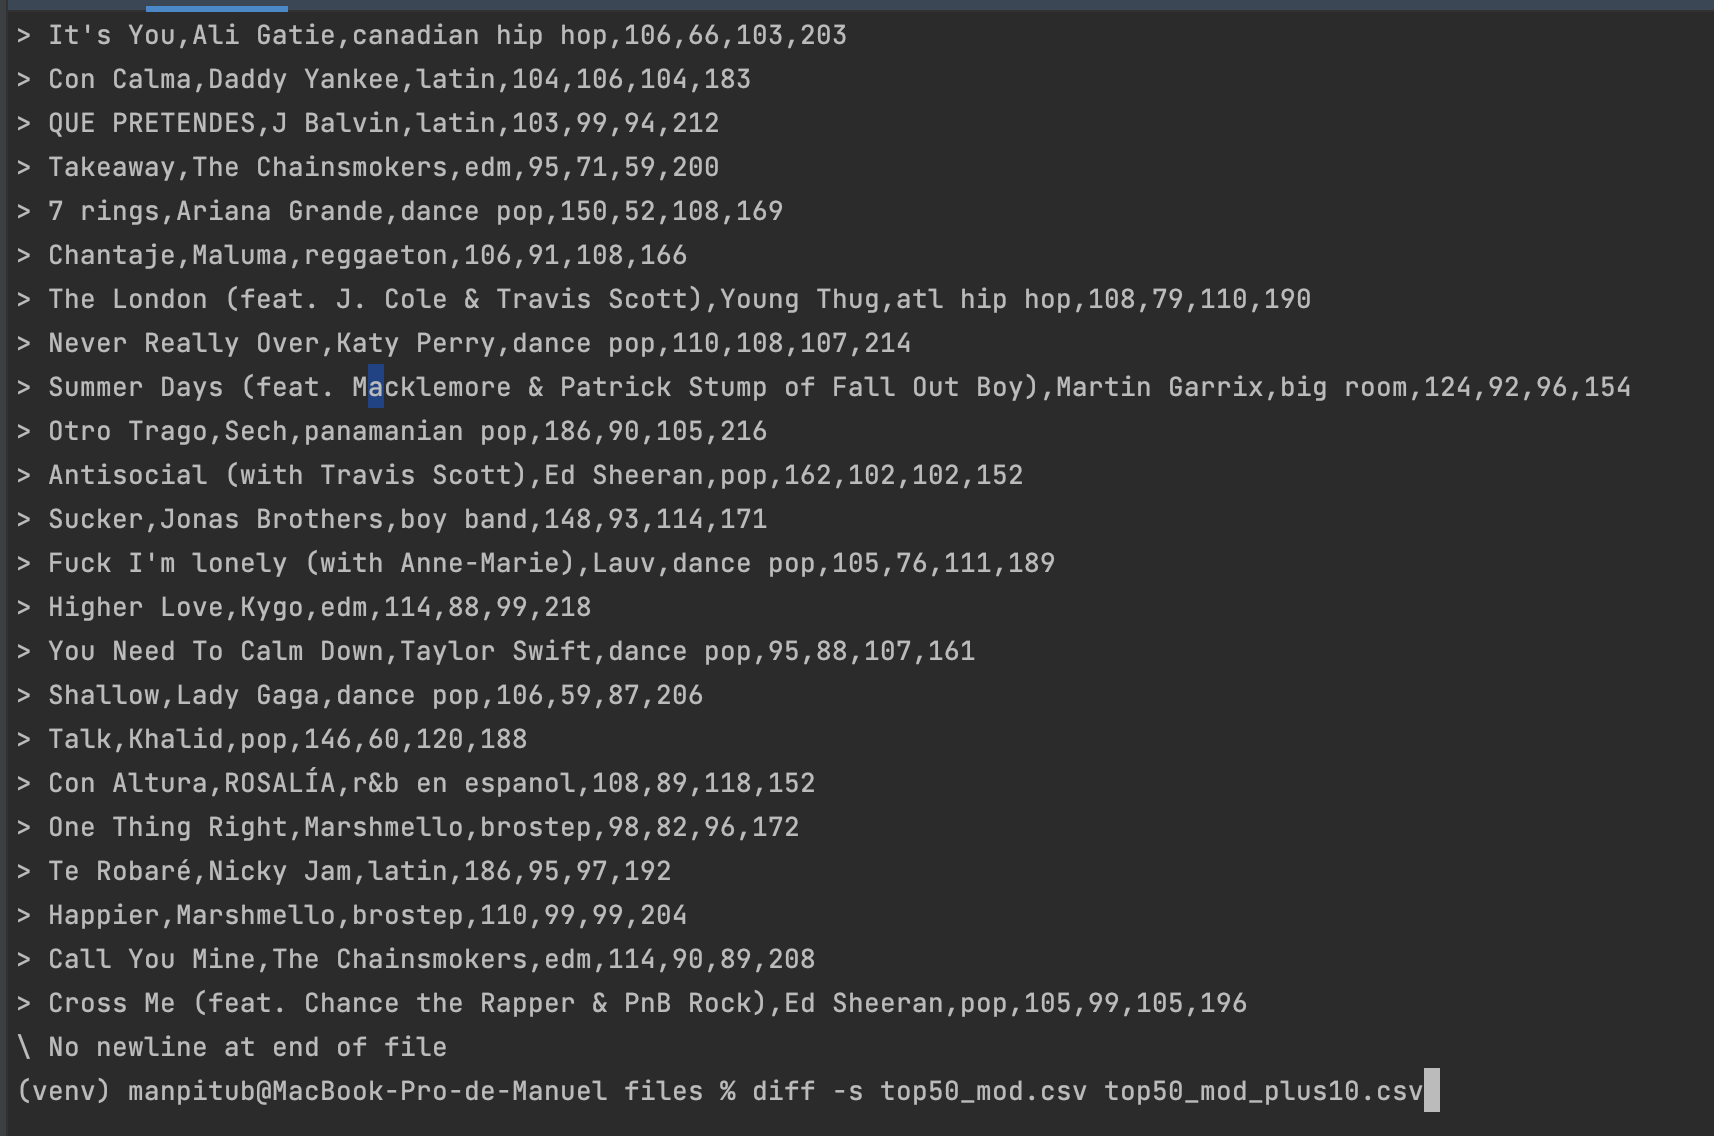 > It's You,Ali Gatie,canadian hip hop,106,66,103,203
> Con Calma,Daddy Yankee,latin,104,106,104,183
> QUE PRETENDES,J Balvin,latin,103,99,94,212
> Takeaway,The Chainsmokers,edm,95,71,59,200
> 7 rings,Ariana Grande,dance pop,150,52,108,169
> Chantaje,Maluma,reggaeton,106,91,108,166
> The London (feat. J. Cole & Travis Scott),Young Thug,atl hip hop,108,79,110,190
> Never Really Over,Katy Perry,dance pop,110,108,107,214
> Summer Days (feat. Macklemore & Patrick Stump of Fall Out Boy),Martin Garrix,big room,124,92,96,154
> Otro Trago,Sech,panamanian pop,186,90,105,216
> Antisocial (with Travis Scott),Ed Sheeran,pop,162,102,102,152
> Sucker,Jonas Brothers,boy band,148,93,114,171
> Fuck I'm lonely (with Anne-Marie),Lauv,dance pop,105,76,111,189
> Higher Love,Kygo,edm,114,88,99,218
> You Need To Calm Down,Taylor Swift,dance pop,95,88,107,161
> Shallow,Lady Gaga,dance pop,106,59,87,206
> Talk,Khalid,pop,146,60,120,188
> Con Altura,ROSALÍA,r&b en espanol,108,89,118,152
> One Thing Right,Marshmello,brostep,98,82,96,172
> Te Robaré,Nicky Jam,latin,186,95,97,192
> Happier,Marshmello,brostep,110,99,99,204
> Call You Mine,The Chainsmokers,edm,114,90,89,208
> Cross Me (feat. Chance the Rapper & PnB Rock),Ed Sheeran,pop,105,99,105,196
\ No newline at end of file
(venv) manpitub@MacBook-Pro-de-Manuel files % diff -s top50_mod.csv top50_mod_plus10.csv